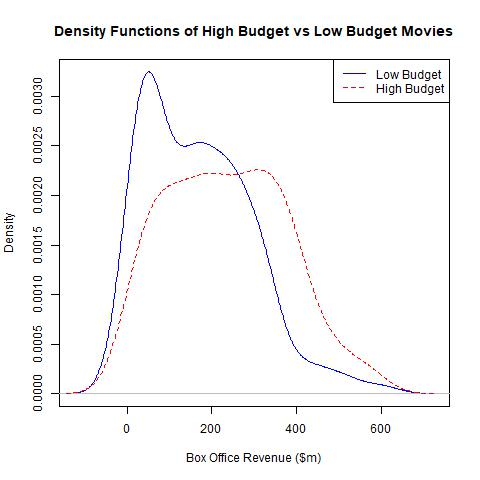 Density Functions of High Budget vs Low Budget Movies
Low Budget
High Budget
Density
0.0030
0.0025
0.0020
0.0015
0.0010
0.0005
0.0000
0 200 400 600
Box Office Revenue ($m)